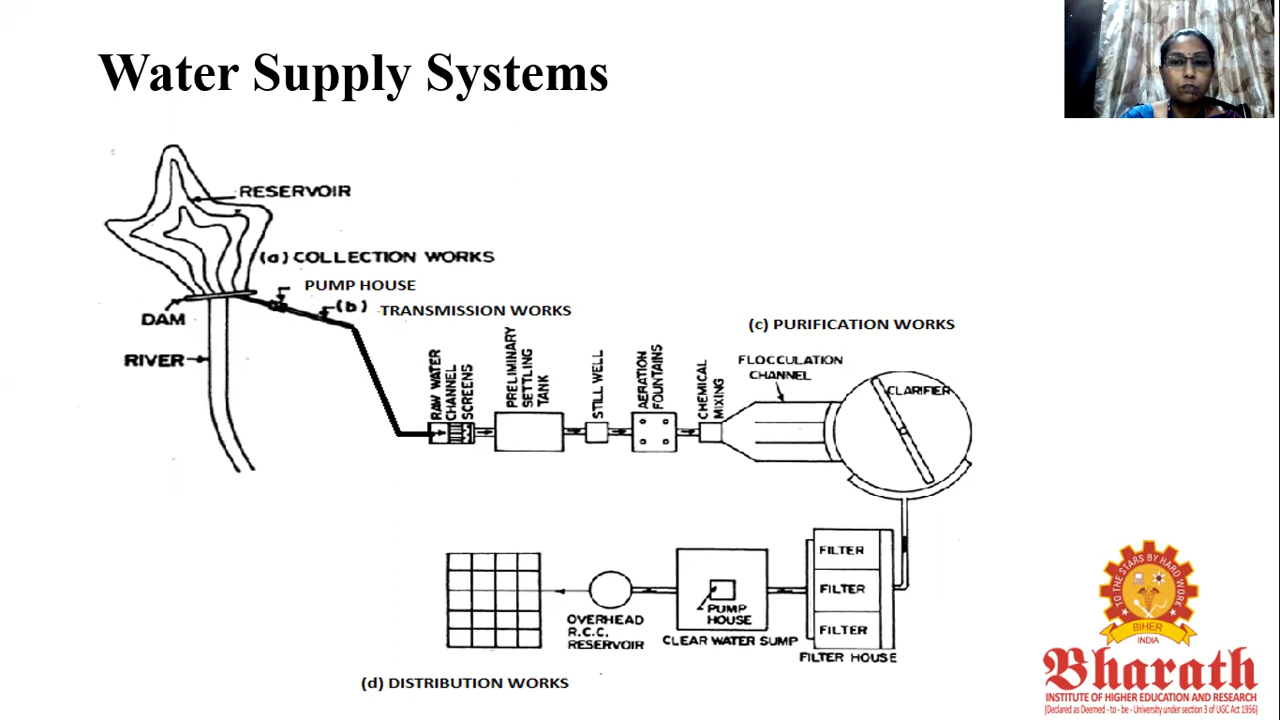 Water Supply Systems
RESERVOIR
(a) COLLECTION WORKS
PUMP HOUSE
(b) TRANSMISSION WORKS
DAM
RIVER
(c) PURIFICATION WORKS
RAW WATER
CHANNEL
SCREENS
PRELIMINARY
SETTLING
TANK
STILL WELL
AERATION
FOUNTAINS
CHEMICAL
MIXING
FLOCCULATION
CHANNEL
CLARIFIER
FILTER
FILTER
FILTER
FILTER HOUSE
PUMP
HOUSE
CLEAR WATER SUMP
OVERHEAD
R.C.C.
RESERVOIR
(d) DISTRIBUTION WORKS
TO THE STARS BY HARD WORK
BIHER
INDIA
Bharath
INSTITUTE OF HIGHER EDUCATION AND RESEARCH
(Declared as Deemed - to - be - University under section 3 of UGC Act 1956)